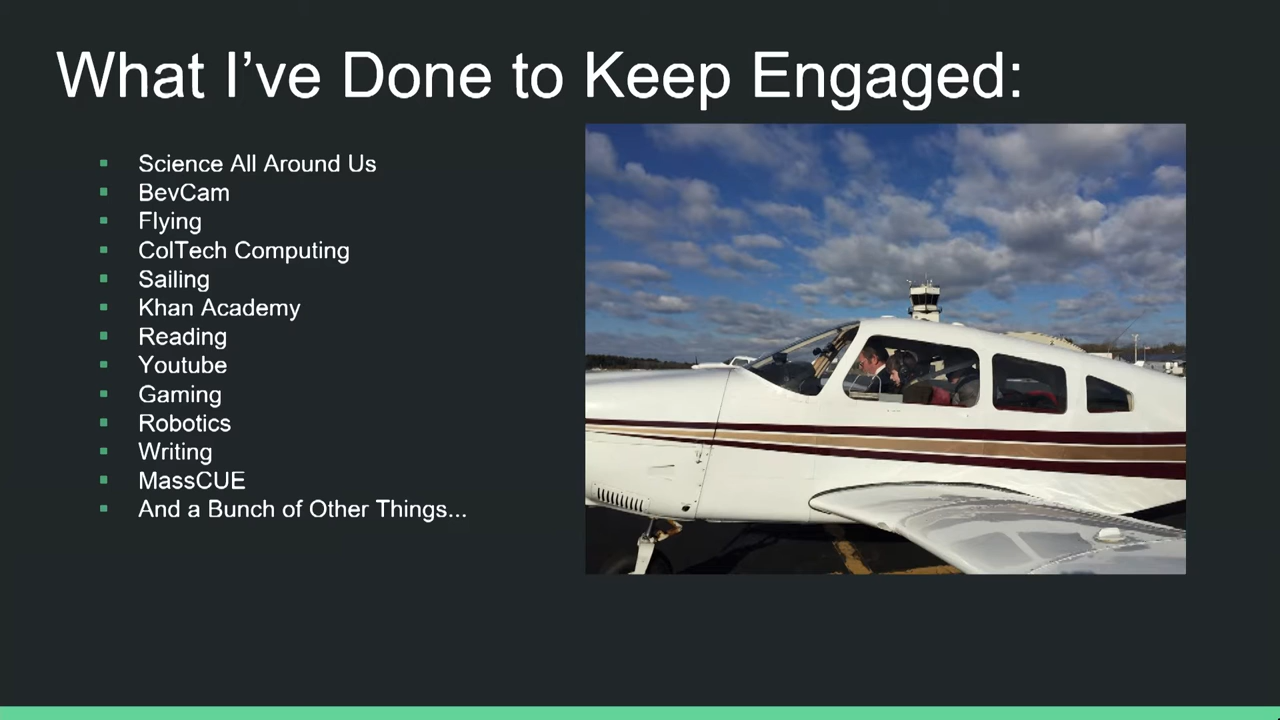 What I’ve Done to Keep Engaged:
Science All Around Us
BevCam
Flying
ColTech Computing
Sailing
Khan Academy
Reading
Youtube
Gaming
Robotics
Writing
MassCUE
And a Bunch of Other Things...